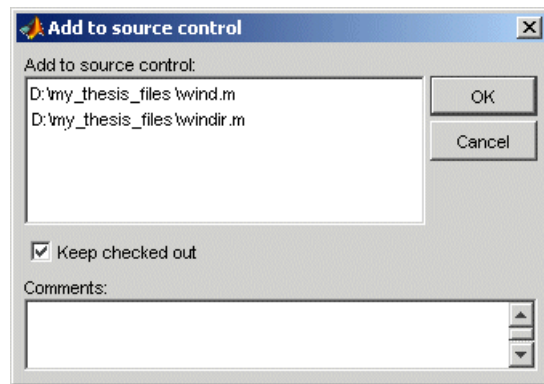 Add to source control
Add to source control:
D:\my_thesis_files \wind.m
D:\my_thesis_files \windir.m
OK
Cancel
Keep checked out
Comments: